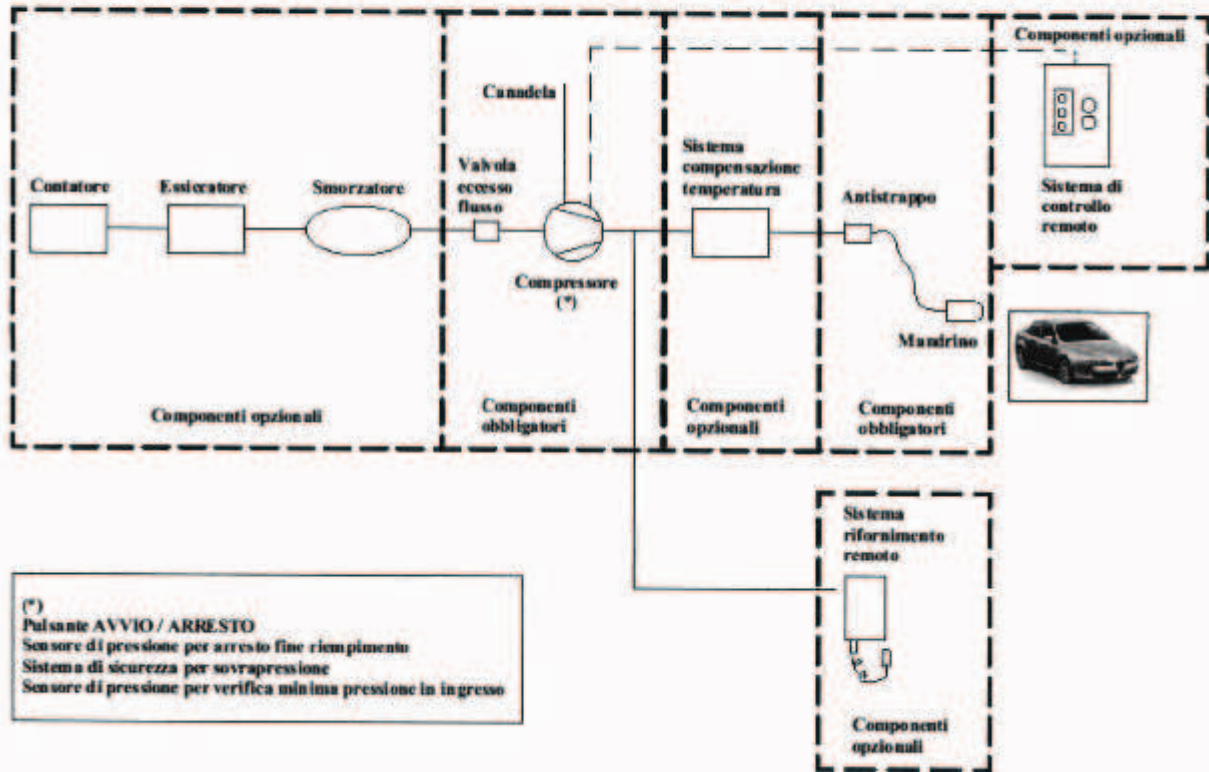 Componenti opzionali
Canadela
Valvola
eccesso
flusso
Sistema
compensazione
temperatura
Contatore
Essiccatore
Smorzatore
Antistrappo
Sistema di
controllo
remoto
Compressore
(*)
Mandrino
Componenti opzionali
Componenti
obbligatori
Componenti
opzionali
Componenti
obbligatori
Sistema
rifornimento
remoto
(*)
Pulsante AVVIO / ARRESTO
Sensore di pressione per arresto fine riempimento
Sistema di sicurezza per sovrapressione
Sensore di pressione per verifica minima pressione in ingresso
Componenti
opzionali